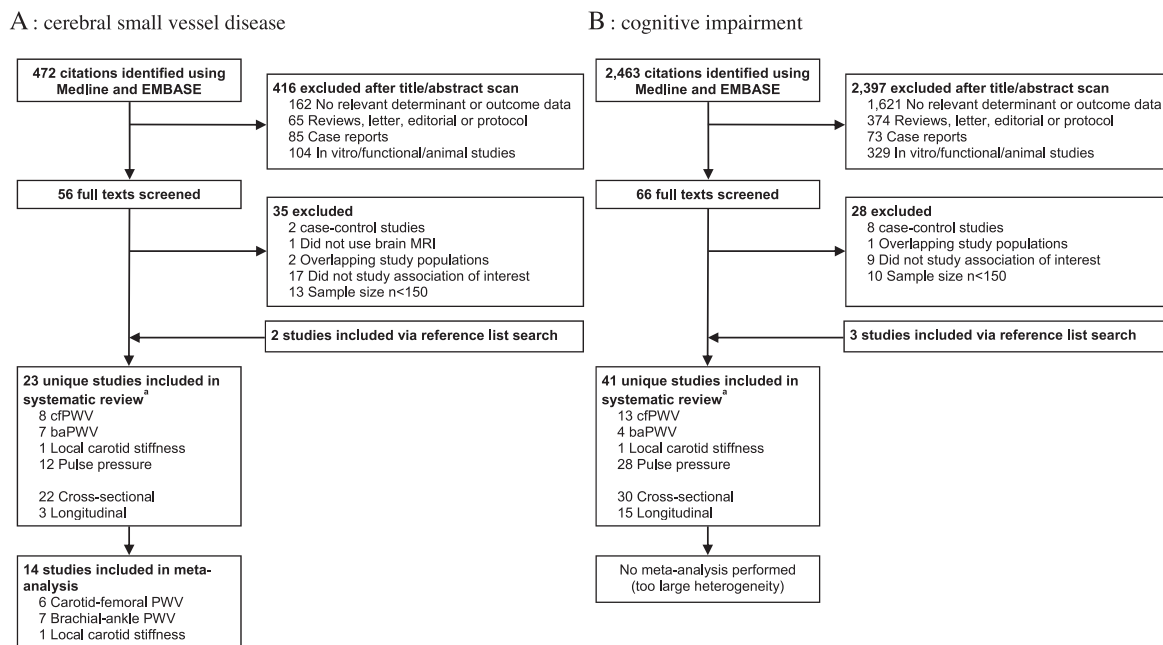 A : cerebral small vessel disease
472 citations identified using
Medline and EMBASE
416 excluded after title/abstract scan
162 No relevant determinant or outcome data
65 Reviews, letter, editorial or protocol
85 Case reports
104 In vitro/functional/animal studies
56 full texts screened
35 excluded
2 case-control studies
1 Did not use brain MRI
2 Overlapping study populations
17 Did not study association of interest
13 Sample size n<150
2 studies included via reference list search
23 unique studies included in
systematic review a
8 cfPWV
7 baPWV
1 Local carotid stiffness
12 Pulse pressure
22 Cross-sectional
3 Longitudinal
14 studies included in meta-
analysis
6 Carotid-femoral PWV
7 Brachial-ankle PWV
1 Local carotid stiffness
B : cognitive impairment
2,463 citations identified using
Medline and EMBASE
2,397 excluded after title/abstract scan
1,621 No relevant determinant or outcome data
374 Reviews, letter, editorial or protocol
73 Case reports
329 In vitro/functional/animal studies
66 full texts screened
28 excluded
8 case-control studies
1 Overlapping study populations
9 Did not study association of interest
10 Sample size n<150
3 studies included via reference list search
41 unique studies included in
systematic review a
13 cfPWV
4 baPWV
1 Local carotid stiffness
28 Pulse pressure
30 Cross-sectional
15 Longitudinal
No meta-analysis performed
(too large heterogeneity)